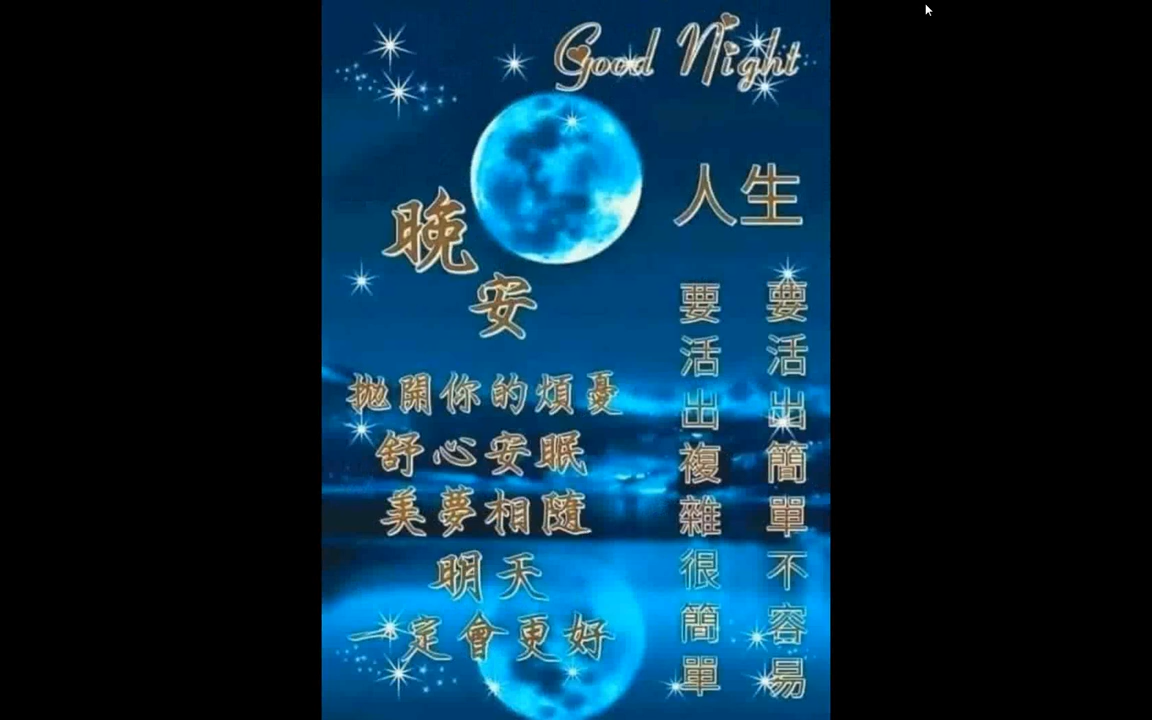 Good Night
人生
要活出簡單不容易
要活出複雜很簡單
晚安
拋開你的煩憂
舒心安眠
美夢相隨
明天
一定會更好